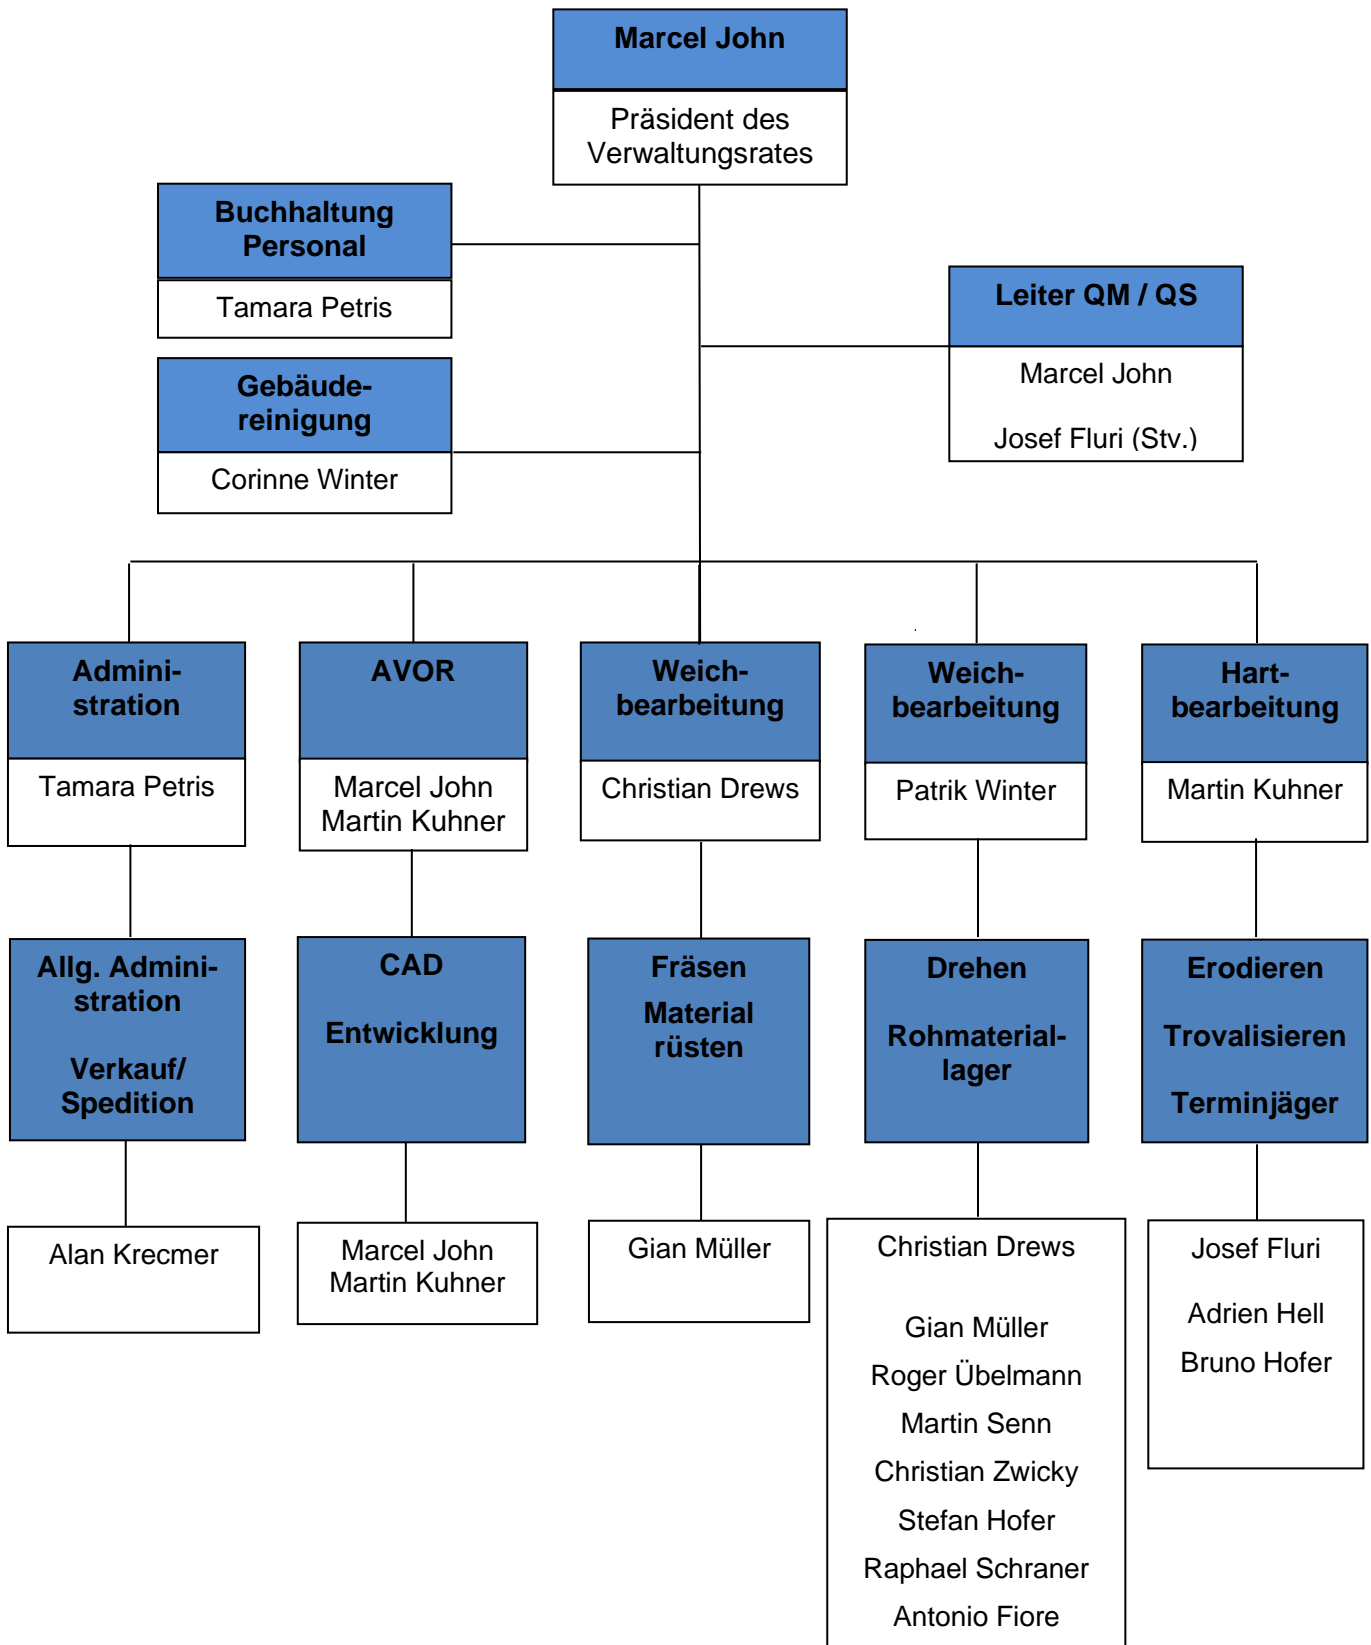 Marcel John
Präsident des
Verwaltungsrates
Buchhaltung
Personal
Tamara Petris
Leiter QM / QS
Marcel John
Josef Fluri (Stv.)
Gebäude-
reinigung
Corinne Winter
Admini-
stration
Tamara Petris
AVOR
Marcel John
Martin Kuhner
Weich-
bearbeitung
Christian Drews
Weich-
bearbeitung
Patrik Winter
Hart-
bearbeitung
Martin Kuhner
Allg. Admini-
stration
Verkauf/
Spedition
CAD
Entwicklung
Fräsen
Material
rüsten
Drehen
Rohmaterial-
lager
Erodieren
Trovalisieren
Terminjäger
Alan Krecmer
Marcel John
Martin Kuhner
Gian Müller
Christian Drews
Gian Müller
Roger Übelmann
Martin Senn
Christian Zwicky
Stefan Hofer
Raphael Schraner
Antonio Fiore
Josef Fluri
Adrien Hell
Bruno Hofer